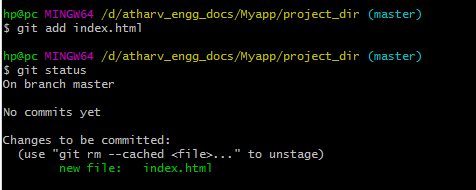 hp@pc MINGW64 /d/atharv_engg_docs/Myapp/project_dir (master)
$ git add index.html
hp@pc MINGW64 /d/atharv_engg_docs/Myapp/project_dir (master)
$ git status
On branch master
No commits yet
Changes to be committed:
(use "git rm --cached <file>..." to unstage)
new file: index.html